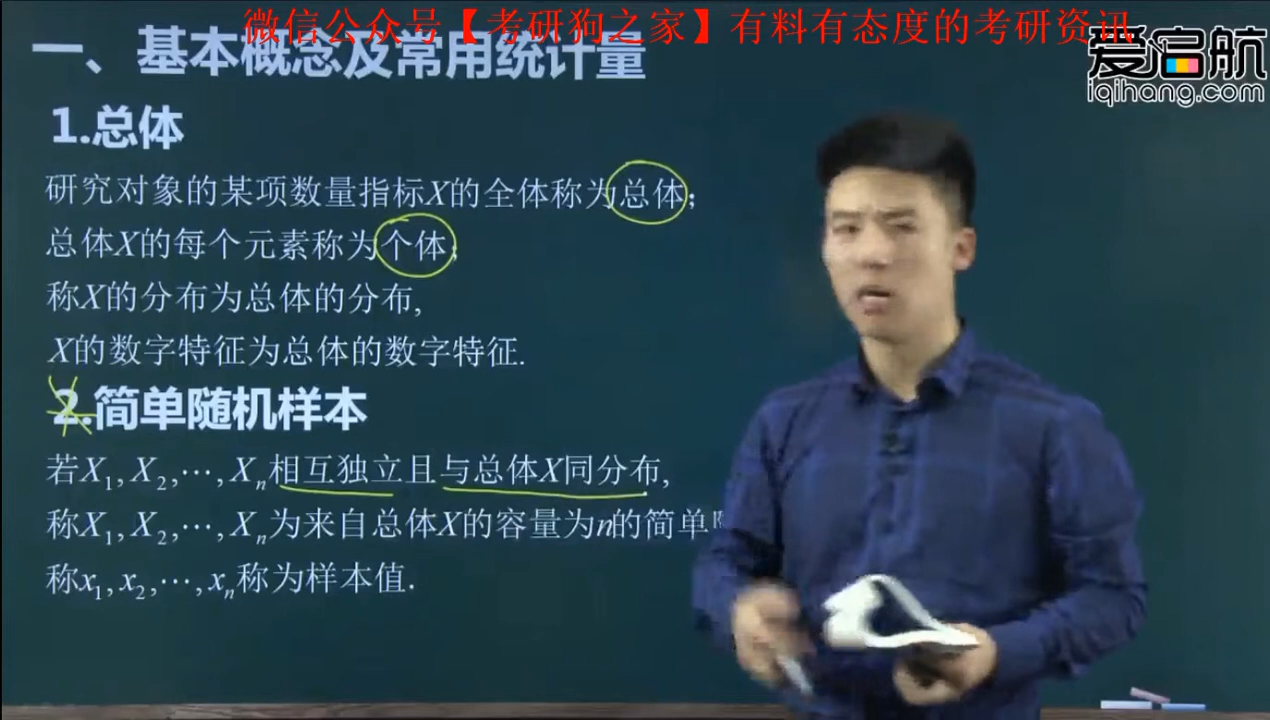 微信公众号【考研狗之家】有料有态度的考研资讯
一、基本概念及常用统计量
爱启航
iqihang.com
1.总体
研究对象的某项数量指标X的全体称为总体;
总体X的每个元素称为个体;
称X的分布为总体的分布,
X的数字特征为总体的数字特征.
2.简单随机样本
若X₁, X₂,⋯, Xₙ相互独立且与总体X同分布,
称X₁, X₂,⋯, Xₙ为来自总体X的容量为n的简单
称x₁, x₂,⋯, xₙ称为样本值.